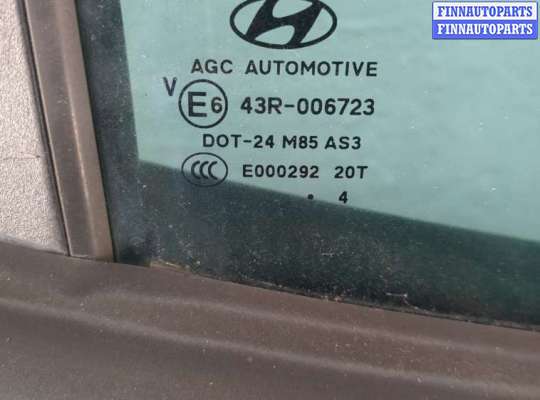 FINNAUTOPARTS
FINNAUTOPARTS
AGC AUTOMOTIVE
V E6 43R-006723
DOT-24 M85 AS3
CCC E000292 20T
. 4